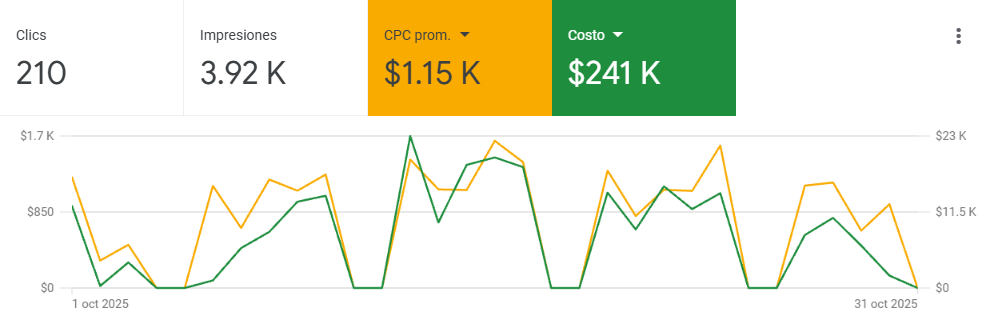 Clics
210
Impresiones
3.92 K
CPC prom.
$1.15 K
Costo
$241 K
$1.7 K
$23 K
$850
$11.5 K
$0
$0
1 oct 2025
31 oct 2025